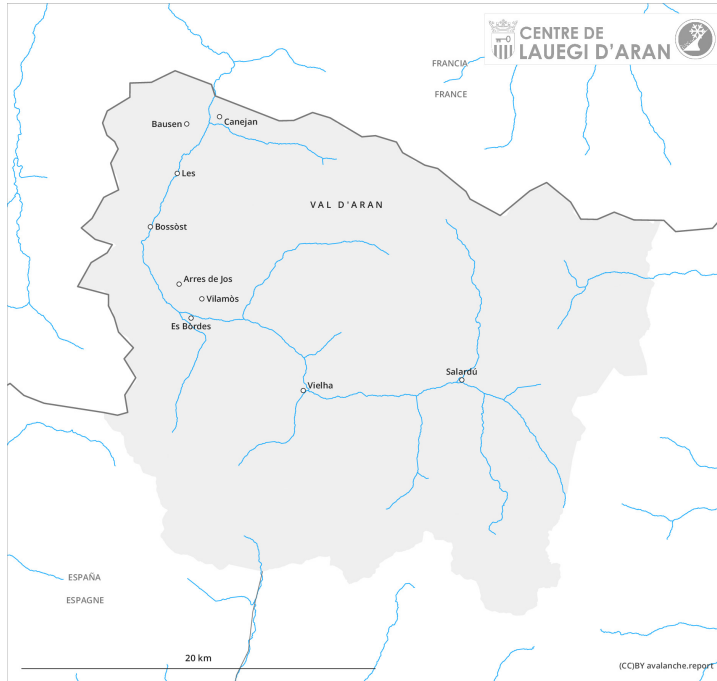 CENTRE DE
LAUEGI D'ARAN
FRANCIA
FRANCE
Bausen
Canejan
Les
VAL D'ARAN
Bossòst
Arres de Jos
Vilamòs
Es Bòrdes
Salardú
Vielha
ESPAÑA
ESPAGNE
20 km
(CC)BY avalanche.report